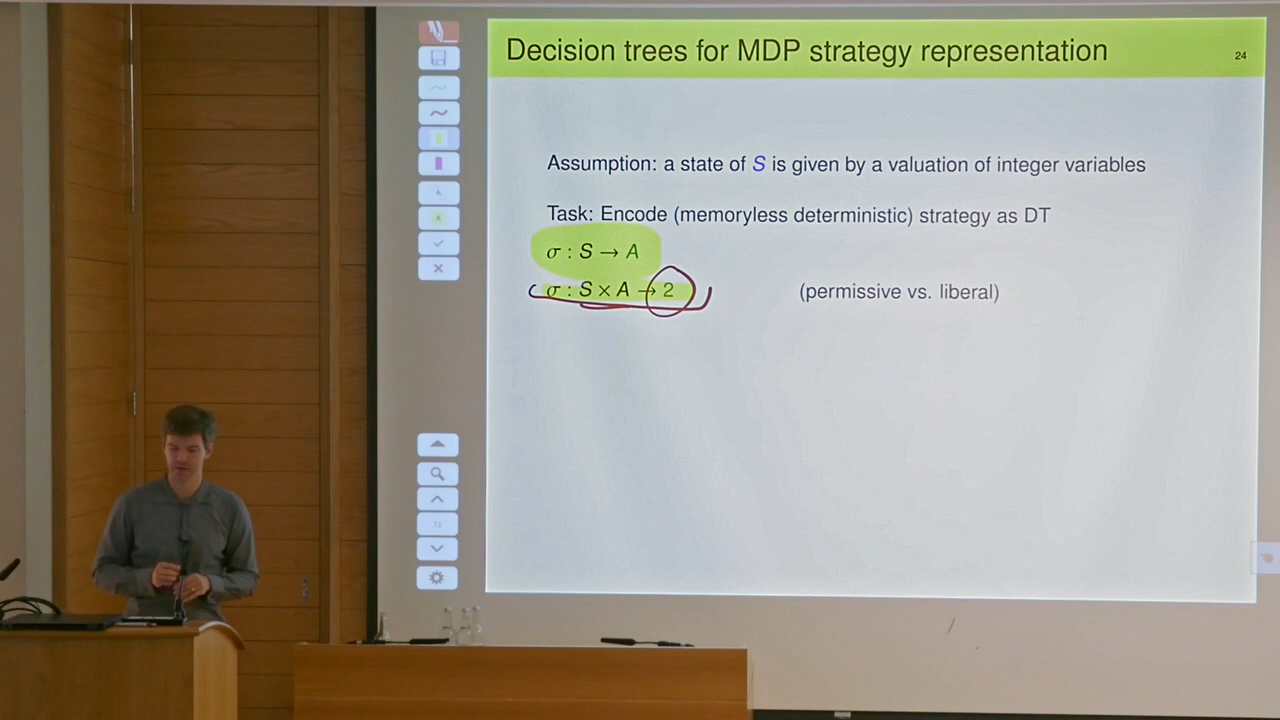 Decision trees for MDP strategy representation
24
Assumption: a state of S is given by a valuation of integer variables
Task: Encode (memoryless deterministic) strategy as DT
σ : S → A
σ : S × A → 2 (permissive vs. liberal)